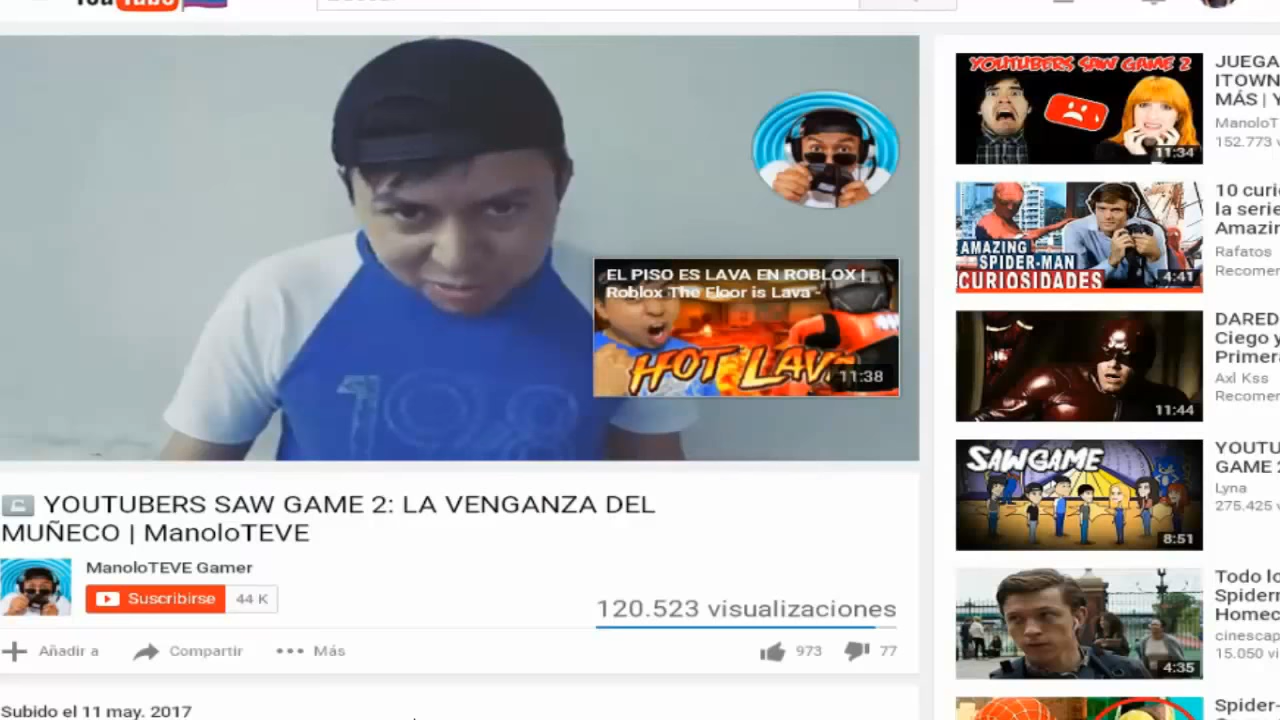 YouTube
EL PISO ES LAVA EN ROBLOX |
Roblox The Floor is Lava -
HOT LAVA
11:38
YOUTUBERS SAW GAME 2: LA VENGANZA DEL
MUÑECO | ManoloTEVE
ManoloTEVE Gamer
Suscribirse
44 K
120.523 visualizaciones
Añadir a
Compartir
Más
973
77
Subido el 11 may. 2017
YOUTUBERS SAW GAME 2
11:34
JUEGA
ITOWN
MÁS | Y
ManoloT
152.773 v
AMAZING
SPIDER-MAN
CURIOSIDADES
4:41
10 curio
la serie
Amazin
Rafatos
Recomen
11:44
DARED
Ciego y
Primera
Axl Kss
Recomen
SAW GAME
8:51
YOUTU
GAME 2
Lyna
275.425 v
4:35
Todo lo
Spiderm
Homec
cinescap
15.050 vi
Spider-